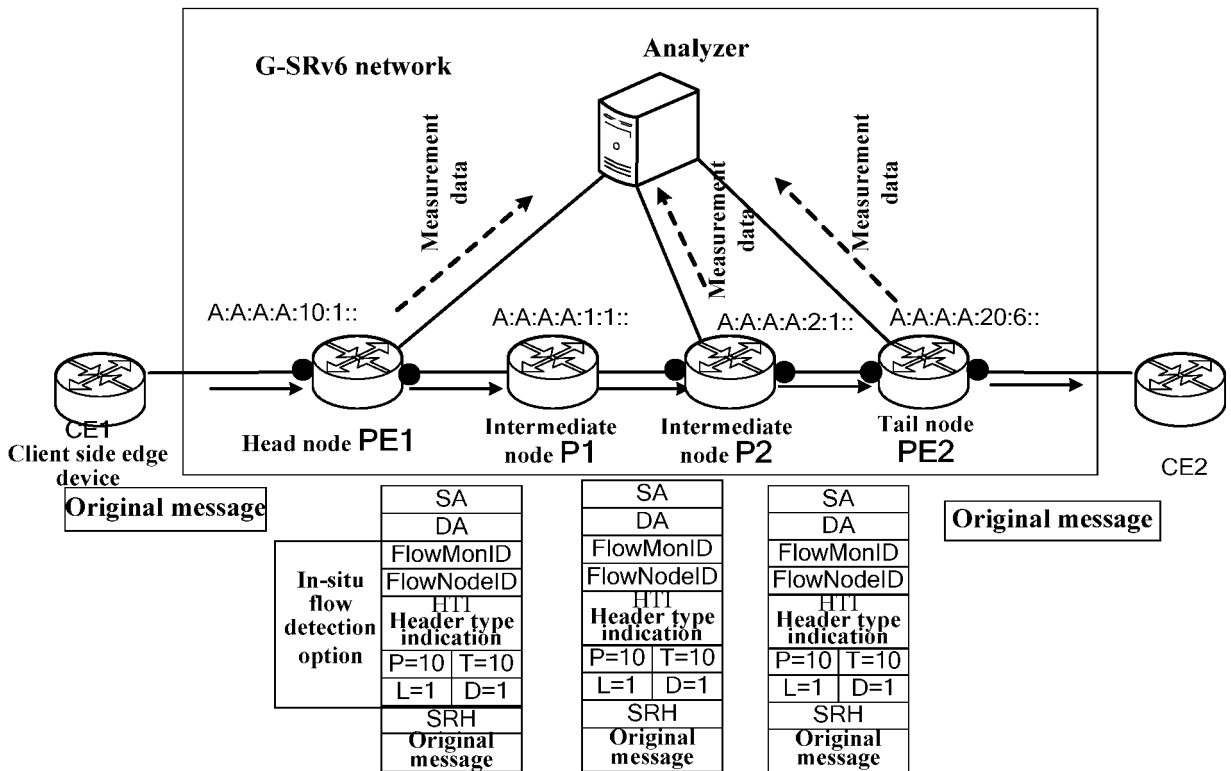 Analyzer
G-SRv6 network
Measurement
data
Measurement
data
Measurement
data
A:A:A:A:10:1::
A:A:A:A:1:1::
A:A:A:A:2:1::
A:A:A:A:20:6::
CE1
Client side edge
device
Head node PE1
Intermediate
node P1
Intermediate
node P2
Tail node
PE2
CE2
Original message
Original message
In-situ
flow
detection
option
SA
DA
FlowMonID
FlowNodeID
HTI
Header type
indication
P=10 T=10
L=1 D=1
SRH
Original
message
SA
DA
FlowMonID
FlowNodeID
HTI
Header type
indication
P=10 T=10
L=1 D=1
SRH
Original
message
SA
DA
FlowMonID
FlowNodeID
HTI
Header type
indication
P=10 T=10
L=1 D=1
SRH
Original
message